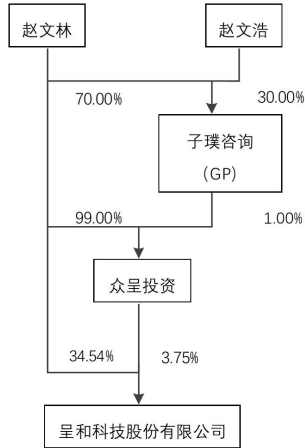 赵文林
赵文浩
70.00%
30.00%
子璞咨询
（GP）
99.00%
1.00%
众呈投资
34.54%
3.75%
呈和科技股份有限公司